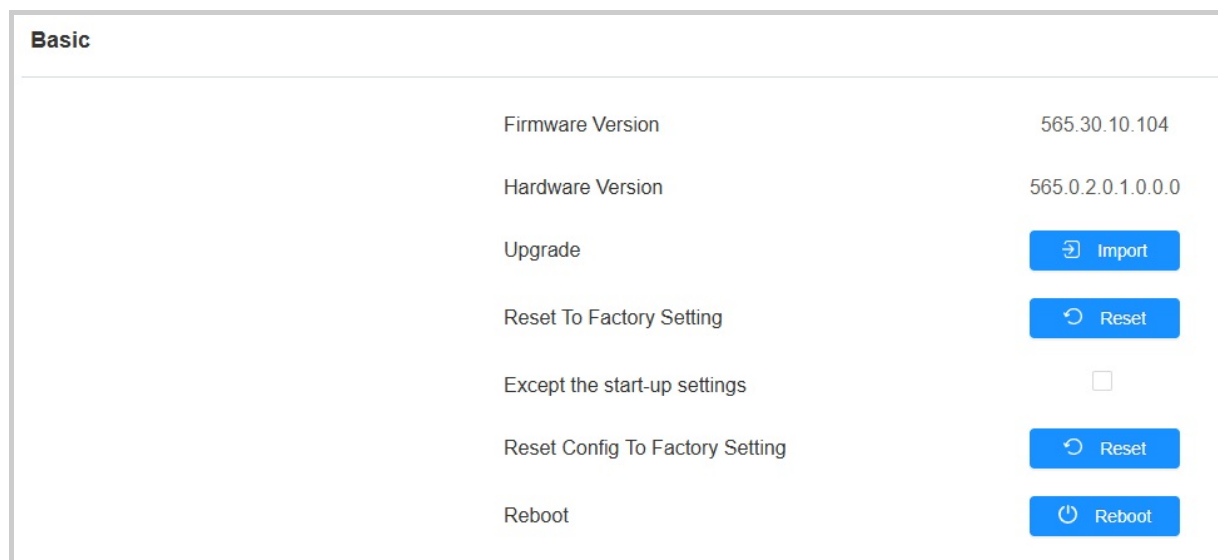 Basic
Firmware Version 565.30.10.104
Hardware Version 565.0.2.0.1.0.0.0
Upgrade Import
Reset To Factory Setting Reset
Except the start-up settings
Reset Config To Factory Setting Reset
Reboot Reboot